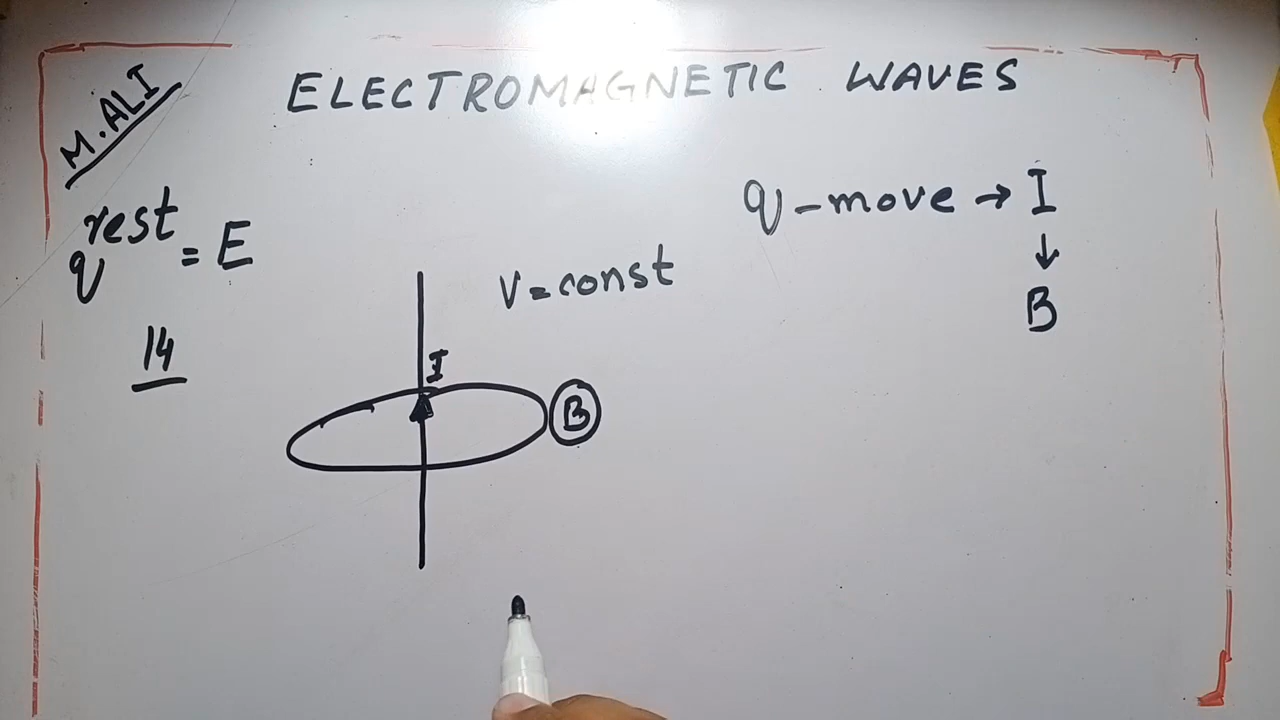 M. ALI
ELECTROMAGNETIC WAVES
q rest = E
14
V=const
I
B
q-move → I
↓
B